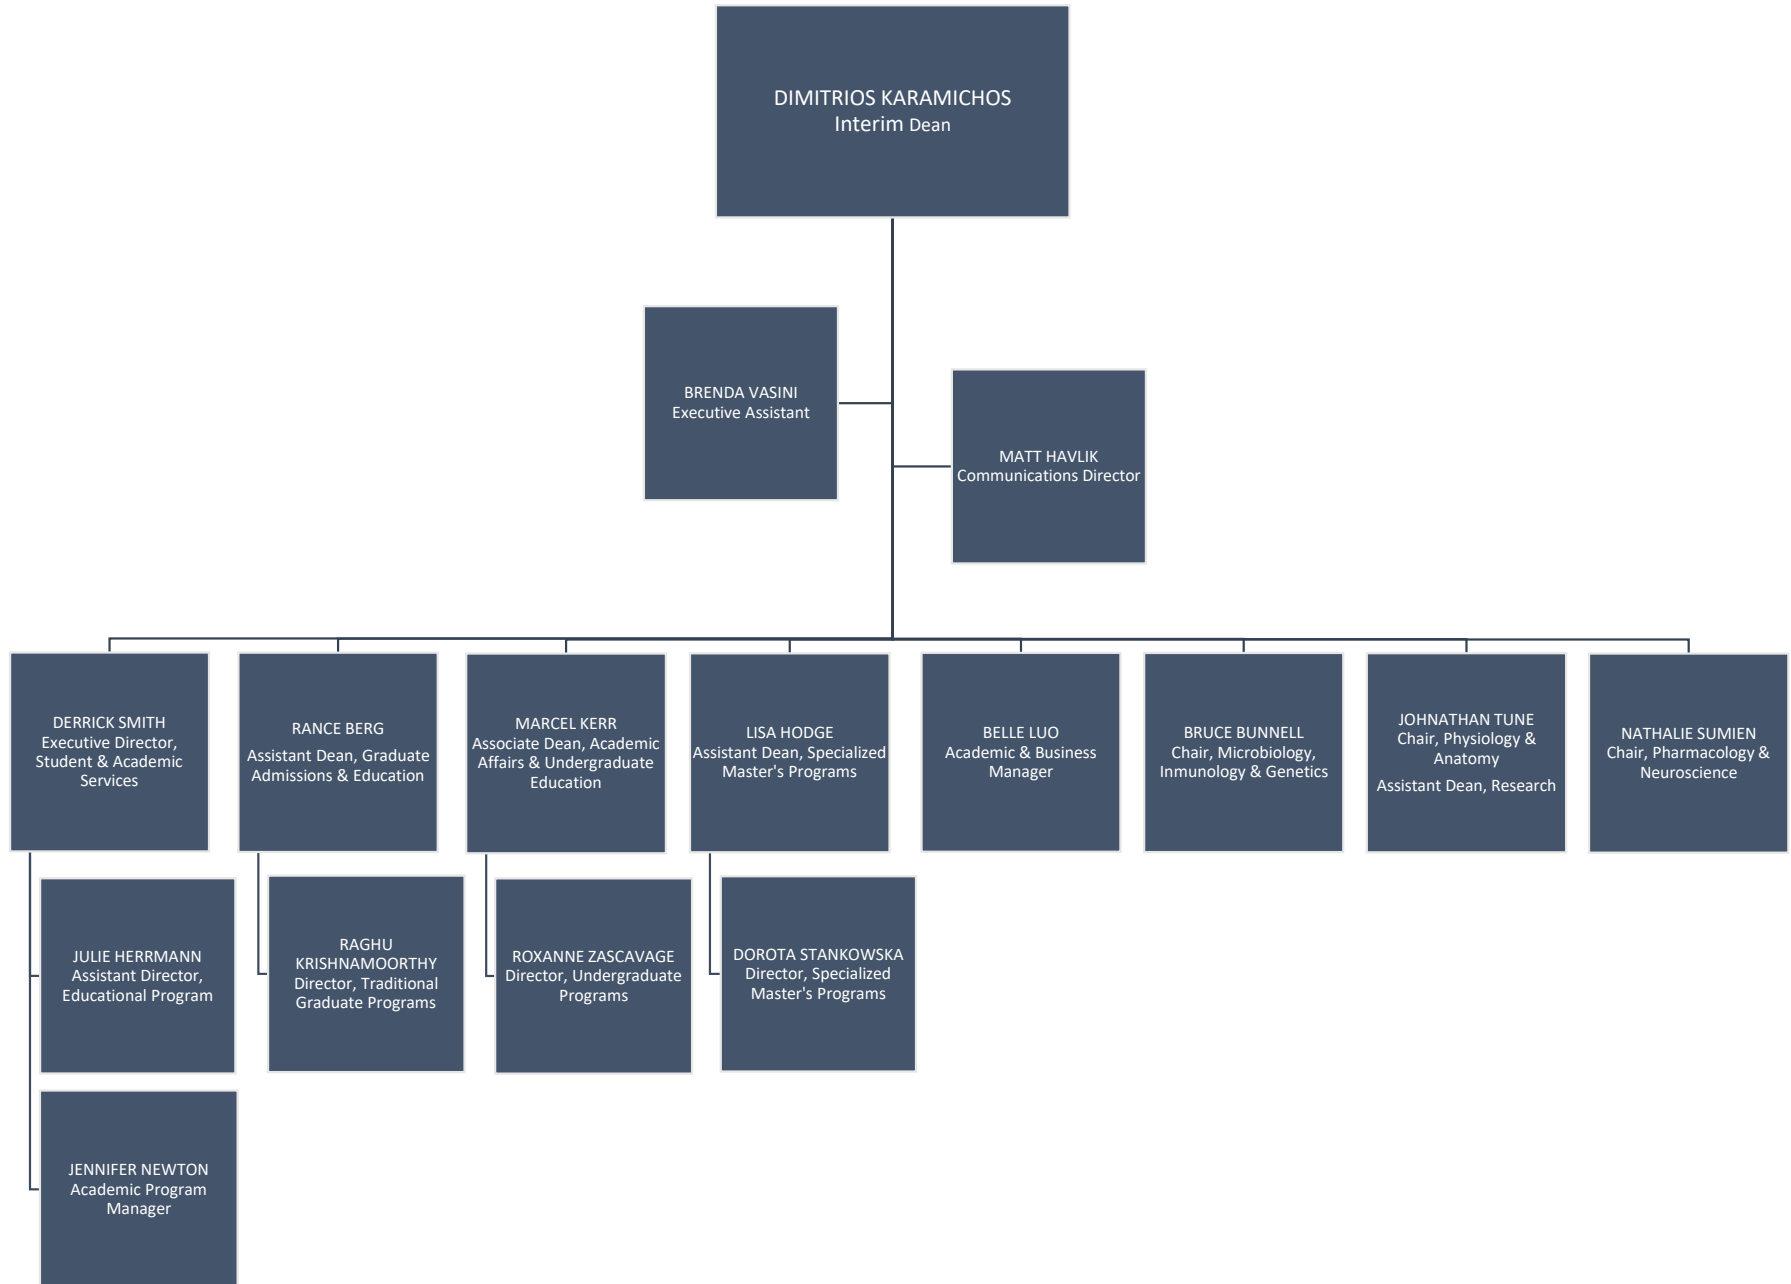 DIMITRIOS KARAMICHOS
Interim Dean
BRENDA VASINI
Executive Assistant
MATT HAVLIK
Communications Director
DERRICK SMITH
Executive Director,
Student & Academic
Services
RANCE BERG
Assistant Dean, Graduate
Admissions & Education
MARCEL KERR
Associate Dean, Academic
Affairs & Undergraduate
Education
LISA HODGE
Assistant Dean, Specialized
Master's Programs
BELLE LUO
Academic & Business
Manager
BRUCE BUNNELL
Chair, Microbiology,
Inmunology & Genetics
JOHNATHAN TUNE
Chair, Physiology &
Anatomy
Assistant Dean, Research
NATHALIE SUMIEN
Chair, Pharmacology &
Neuroscience
JULIE HERRMANN
Assistant Director,
Educational Program
RAGHU
KRISHNAMOORTHY
Director, Traditional
Graduate Programs
ROXANNE ZASCAVAGE
Director, Undergraduate
Programs
DOROTA STANKOWSKA
Director, Specialized
Master's Programs
JENNIFER NEWTON
Academic Program
Manager